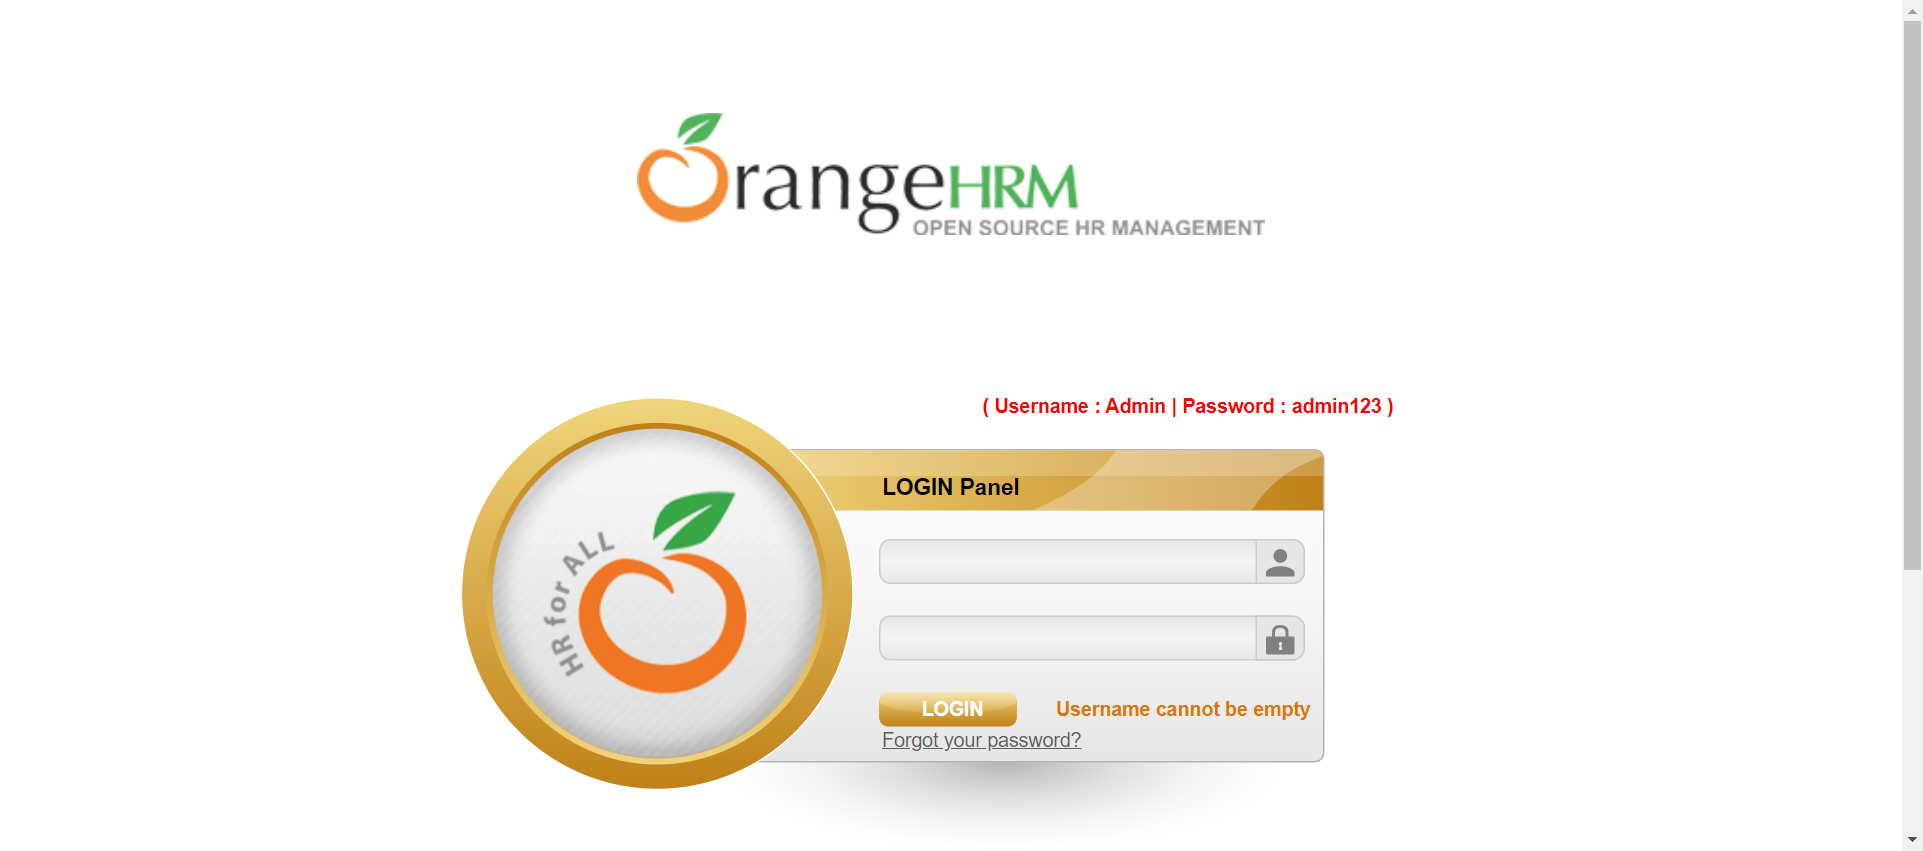 OrangeHRM
OPEN SOURCE HR MANAGEMENT
( Username : Admin | Password : admin123 )
HR for ALL
LOGIN Panel
LOGIN
Username cannot be empty
Forgot your password?